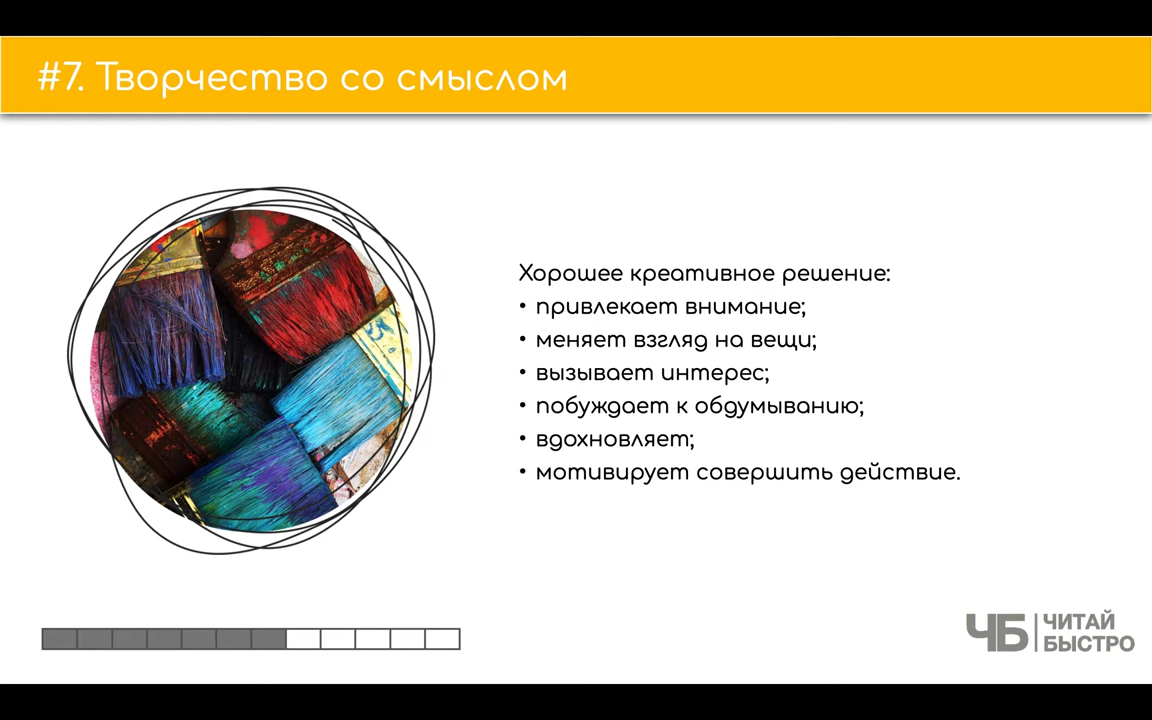 #7. Творчество со смыслом
Хорошее креативное решение:
• привлекает внимание;
• меняет взгляд на вещи;
• вызывает интерес;
• побуждает к обдумыванию;
• вдохновляет;
• мотивирует совершить действие.
ЧБ | ЧИТАЙ
БЫСТРО